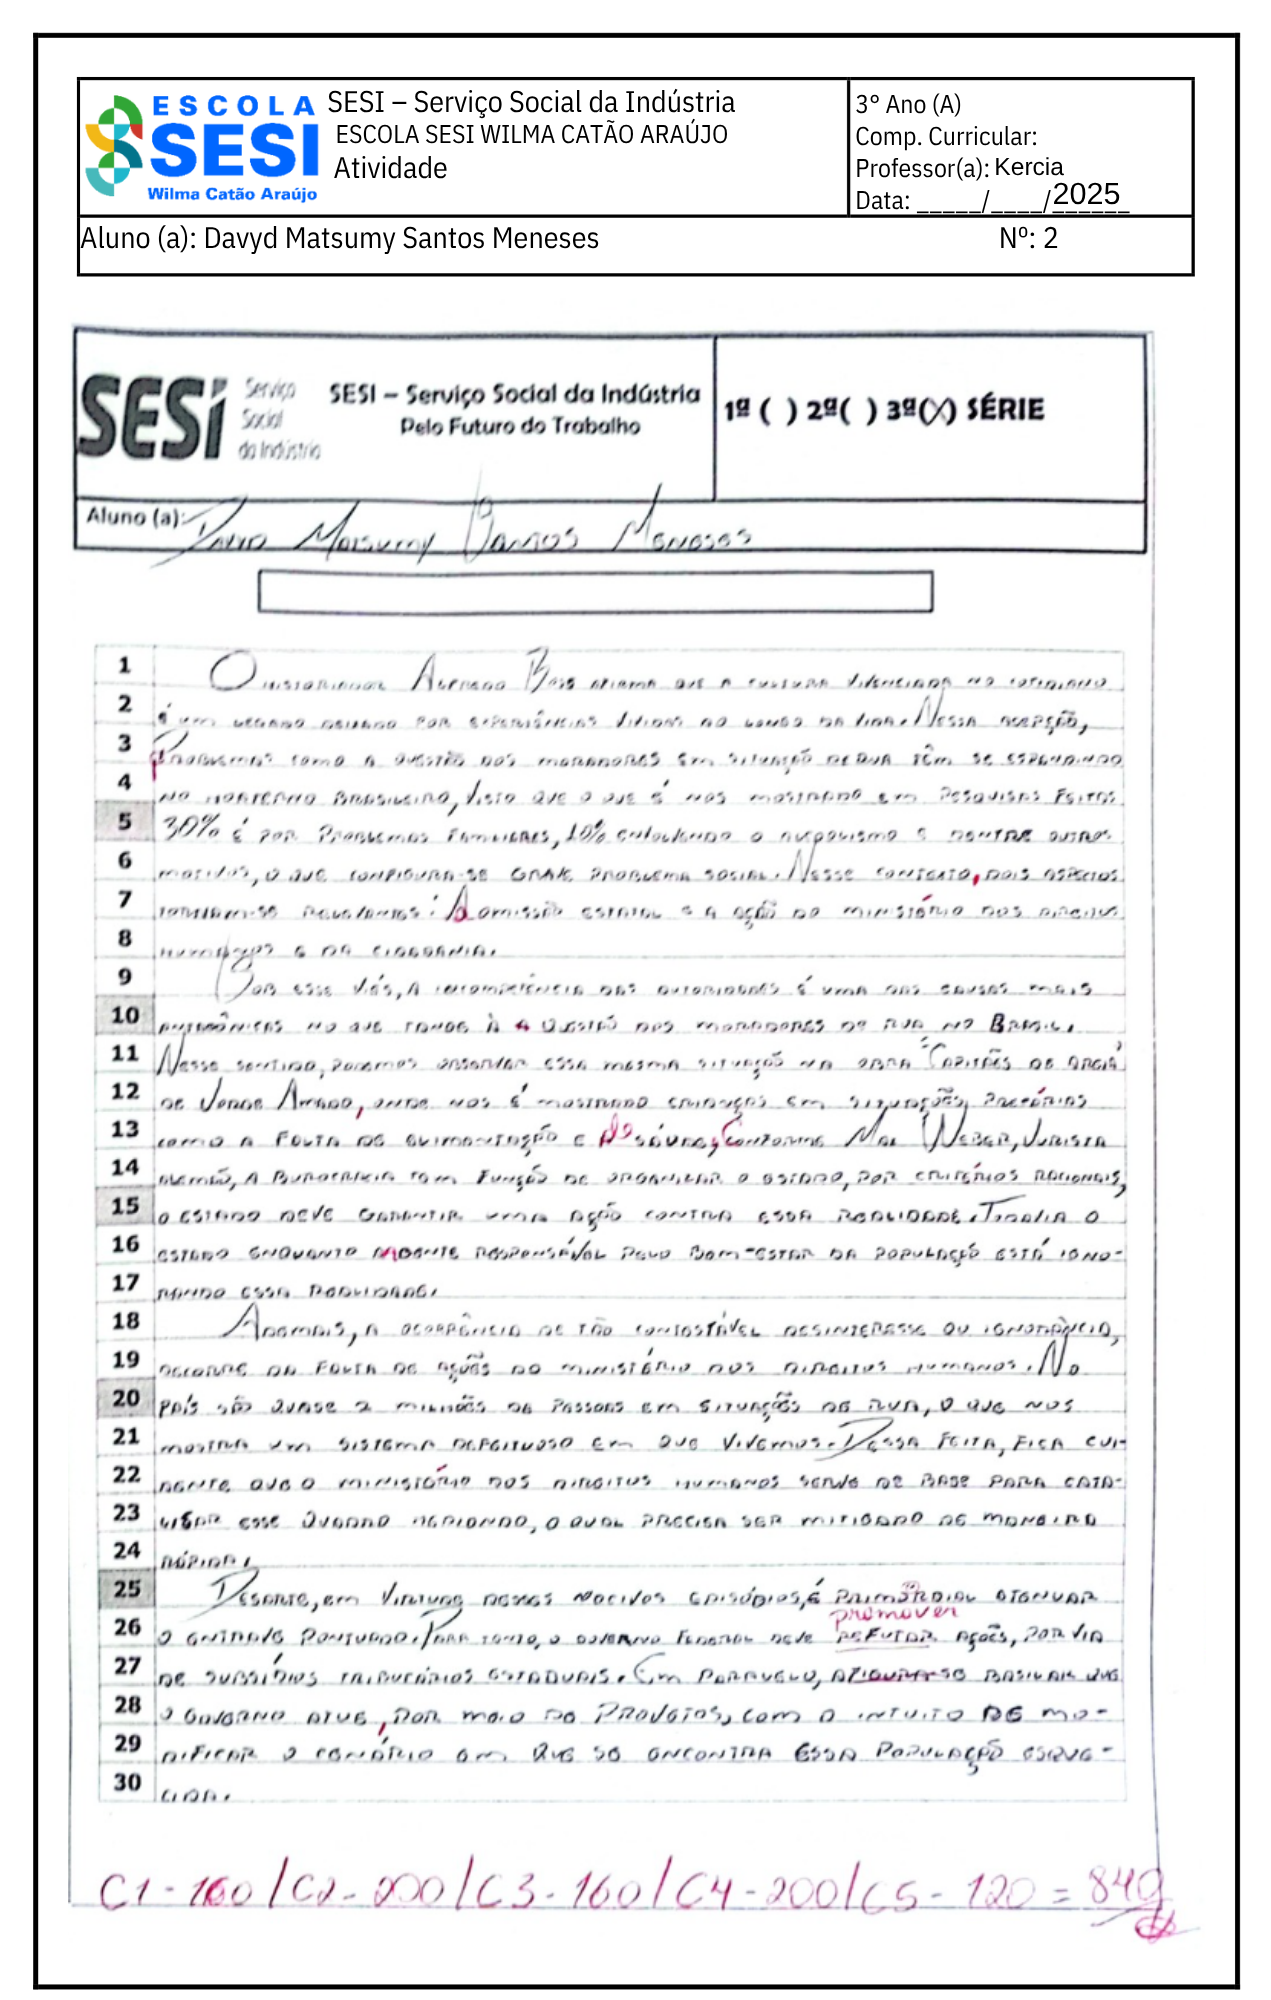 ESCOLA
SESI
Wilma Catão Araújo
SESI – Serviço Social da Indústria
ESCOLA SESI WILMA CATÃO ARAÚJO
Atividade
3° Ano (A)
Comp. Curricular:
Professor(a): Kercia
Data: _____/____/2025
Aluno (a): Davyd Matsumy Santos Meneses Nº: 2
SESI Serviço Social da Indústria
SESI – Serviço Social da Indústria
Pelo Futuro do Trabalho
1ª ( ) 2ª( ) 3ª(X) SÉRIE
Aluno (a): Davyd Matsumy Santos Meneses
1 O historiador Alfredo Bosi afirma que a cultura vivenciada no cotidiano
2 é um legado deixado por experiências vividas ao longo da vida. Nessa acepção,
3 Problemas como a questão dos moradores em situação de rua têm se expandindo
4 no brasileiro, visto que o que é nos mostrado em pesquisas feitas
5 30% é por problemas familiares, 10% e dentre outros
6 motivos, o que configura-se grave problema social. Nesse contexto, dois aspectos
7 tornam-se relevantes: A omissão estatal e a ação do ministério dos direitos
8 humanos e da cidadania.
9 Por esse viés, a incompetência das autoridades é uma das causas mais
10 no que tange à a questão dos moradores de rua no Brasil.
11 Nesse sentido, podemos observar essa mesma situação na obra "Capitães de areia"
12 de Jorge Amado, onde nos é mostrado crianças em situações precárias
13 como a falta de alimentação e de saúde, Conforme Max Weber, Jurista
14 alemão, a burocracia tem função de organizar o estado, por critérios racionais,
15 o estado deve garantir uma ação contra essa realidade. Todavia o
16 estado enquanto agente responsável pelo bem-estar da população está igno-
17 rando essa realidade.
18 Ademais, a ocorrência de tão contestável desinteresse ou ignorância,
19 decorre da falta de ações do ministério dos direitos humanos. No
20 país são quase 2 milhões de pessoas em situações de rua, o que nos
21 mostra um sistema defeituoso em que vivemos. Dessa feita, fica evi-
22 dente que o ministério dos direitos humanos serve de base para cata-
23 lisar esse quadro hediondo, o qual precisa ser mitigado de maneira
24 rápida.
25 Desarte, em virtude desses nocivos episódios, é primordial atenuar
promover
26 o entrave pontuado. Para tanto, o governo federal deve refutar ações, por via
27 de subsídios tributários estaduais. Em paralelo, afigura-se basilar que
28 o governo atue, por meio de projetos, com o intuito de mo-
29 dificar o cenário em que se encontra essa população esque-
30 cida.
C1 - 160 / C2 - 200 / C3 - 160 / C4 - 200 / C5 - 120 = 840